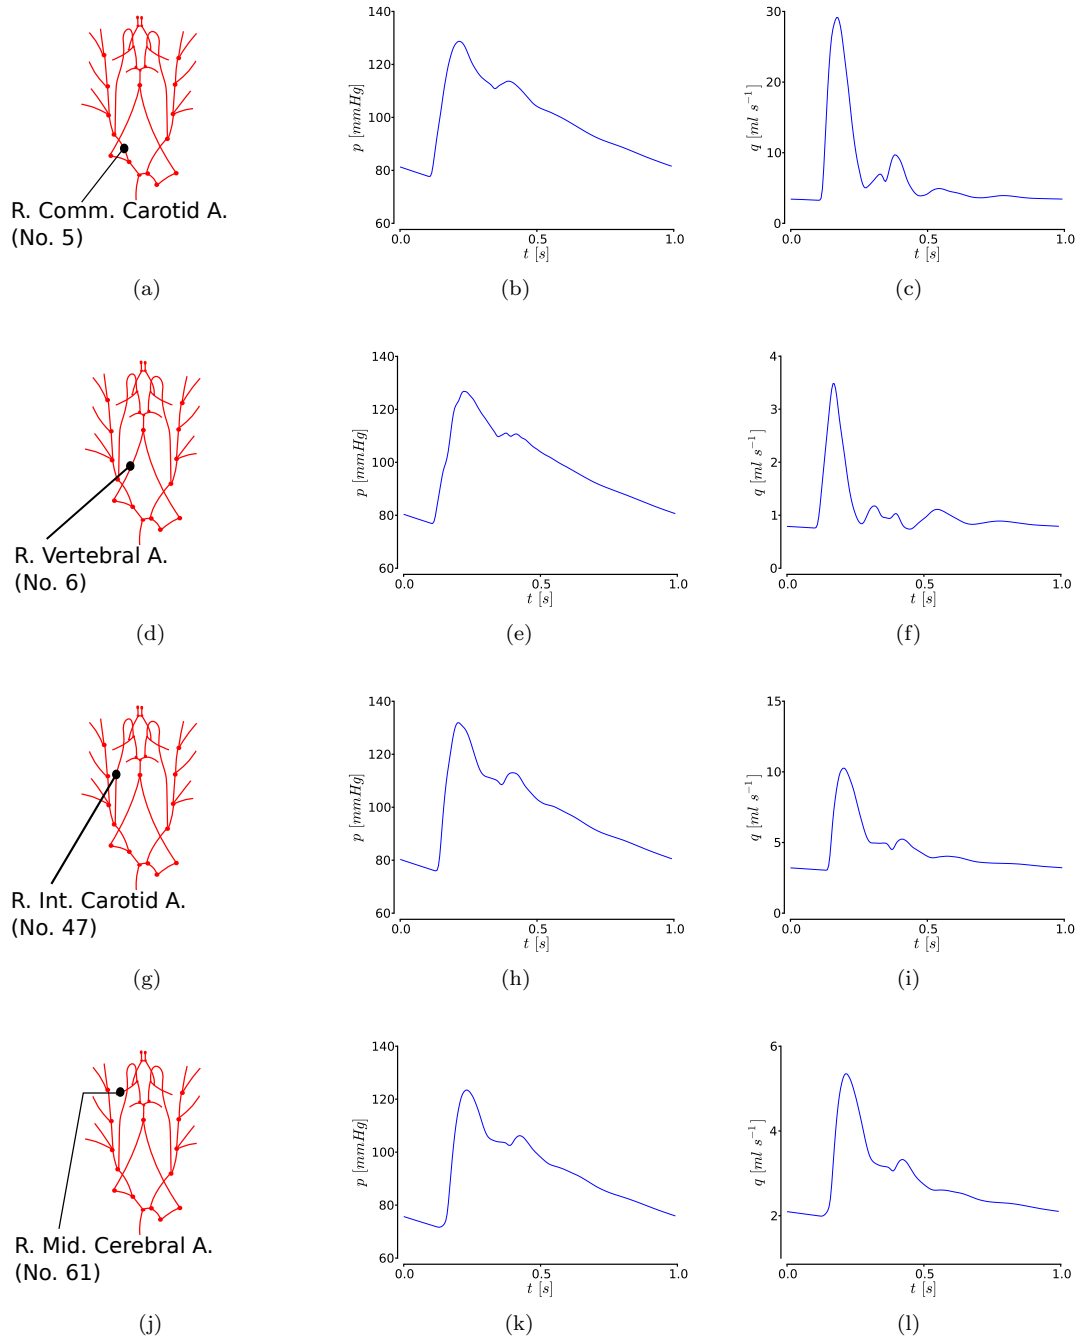 R. Comm. Carotid A.
(No. 5)
140
120
100
80
60
p [mmHg]
0.0 0.5 1.0
t [s]
30
20
10
0
q [ml s⁻¹]
0.0 0.5 1.0
t [s]
(a) (b) (c)
R. Vertebral A.
(No. 6)
140
120
100
80
60
p [mmHg]
0.0 0.5 1.0
t [s]
4
3
2
1
0
q [ml s⁻¹]
0.0 0.5 1.0
t [s]
(d) (e) (f)
R. Int. Carotid A.
(No. 47)
140
120
100
80
60
p [mmHg]
0.0 0.5 1.0
t [s]
15
10
5
0
q [ml s⁻¹]
0.0 0.5 1.0
t [s]
(g) (h) (i)
R. Mid. Cerebral A.
(No. 61)
140
120
100
80
60
p [mmHg]
0.0 0.5 1.0
t [s]
6
4
2
q [ml s⁻¹]
0.0 0.5 1.0
t [s]
(j) (k) (l)